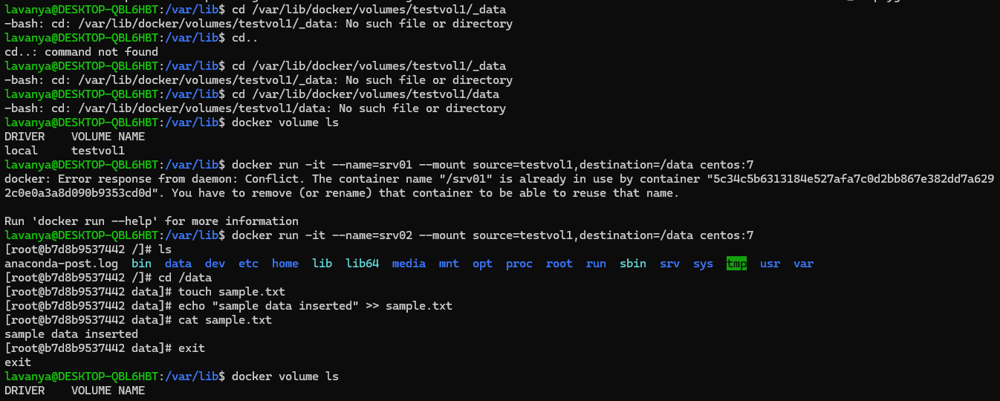 lavanya@DESKTOP-QBL6HBT:/var/lib$ cd /var/lib/docker/volumes/testvol1/_data
-bash: cd: /var/lib/docker/volumes/testvol1/_data: No such file or directory
lavanya@DESKTOP-QBL6HBT:/var/lib$ cd..
cd..: command not found
lavanya@DESKTOP-QBL6HBT:/var/lib$ cd /var/lib/docker/volumes/testvol1/_data
-bash: cd: /var/lib/docker/volumes/testvol1/_data: No such file or directory
lavanya@DESKTOP-QBL6HBT:/var/lib$ cd /var/lib/docker/volumes/testvol1/data
-bash: cd: /var/lib/docker/volumes/testvol1/data: No such file or directory
lavanya@DESKTOP-QBL6HBT:/var/lib$ docker volume ls
DRIVER    VOLUME NAME
local     testvol1
lavanya@DESKTOP-QBL6HBT:/var/lib$ docker run -it --name=srv01 --mount source=testvol1,destination=/data centos:7
docker: Error response from daemon: Conflict. The container name "/srv01" is already in use by container "5c34c5b6313184e527afa7c0d2bb867e382dd7a629
2c0e0a3a8d090b9353cd0d". You have to remove (or rename) that container to be able to reuse that name.
Run 'docker run --help' for more information
lavanya@DESKTOP-QBL6HBT:/var/lib$ docker run -it --name=srv02 --mount source=testvol1,destination=/data centos:7
[root@b7d8b9537442 /]# ls
anaconda-post.log  bin  data  dev  etc  home  lib  lib64  media  mnt  opt  proc  root  run  sbin  srv  sys  tmp  usr  var
[root@b7d8b9537442 /]# cd /data
[root@b7d8b9537442 data]# touch sample.txt
[root@b7d8b9537442 data]# echo "sample data inserted" >> sample.txt
[root@b7d8b9537442 data]# cat sample.txt
sample data inserted
[root@b7d8b9537442 data]# exit
exit
lavanya@DESKTOP-QBL6HBT:/var/lib$ docker volume ls
DRIVER    VOLUME NAME